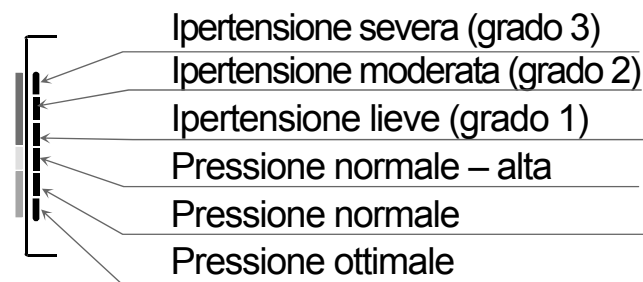 Ipertensione severa (grado 3)
Ipertensione moderata (grado 2)
Ipertensione lieve (grado 1)
Pressione normale – alta
Pressione normale
Pressione ottimale